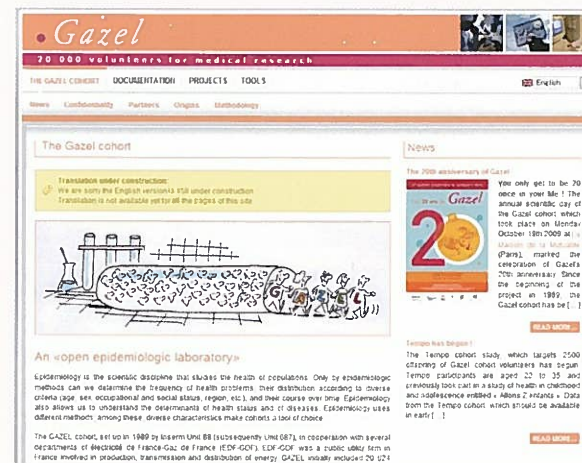 Gazel
20 000 volunteers for medical research
THE GAZEL COHORT DOCUMENTATION PROJECTS TOOLS
English
News Confidentiality Partners Origins Methodology
The Gazel cohort
Translation under construction:
We are sorry the English version is still under construction
Translation is not available yet for all the pages of this site
GAZEL
An «open epidemiologic laboratory»
Epidemiology is the scientific discipline that studies the health of populations. Only by epidemiologic
methods can we determine the frequency of health problems, their distribution according to diverse
criteria (age, sex, occupational and social status, region, etc.), and their course over time. Epidemiology
also allows us to understand the determinants of health status and of diseases. Epidemiology uses
different methods: among these, diverse characteristics make cohorts a tool of choice.
The GAZEL cohort, set up in 1989 by Inserm Unit 88 (subsequently Unit 687), in cooperation with several
departments of électricité de France-Gaz de France (EDF-GDF). EDF-GDF was a public utility firm in
France involved in production, transmission and distribution of energy. GAZEL initially included 20 624
News
The 20th anniversary of Gazel
Gazel
20
You only get to be 20
once in your life ! The
annual scientific day of
the Gazel cohort which
took place on Monday
October 19th 2009 at
Maison de la Mutualité
(Paris), marked the
celebration of Gazel's
20th anniversary. Since
the beginning of the
project in 1989, the
Gazel cohort has be [...]
READ MORE...
Tempo has begun !
The Tempo cohort study, which targets 2500
offspring of Gazel cohort volunteers has begun.
Tempo participants are aged 22 to 35 and
previously took part in a study of health in childhood
and adolescence entitled « Allons 2 enfants ». Data
from the Tempo cohort, which should be available
in early [...]
READ MORE...